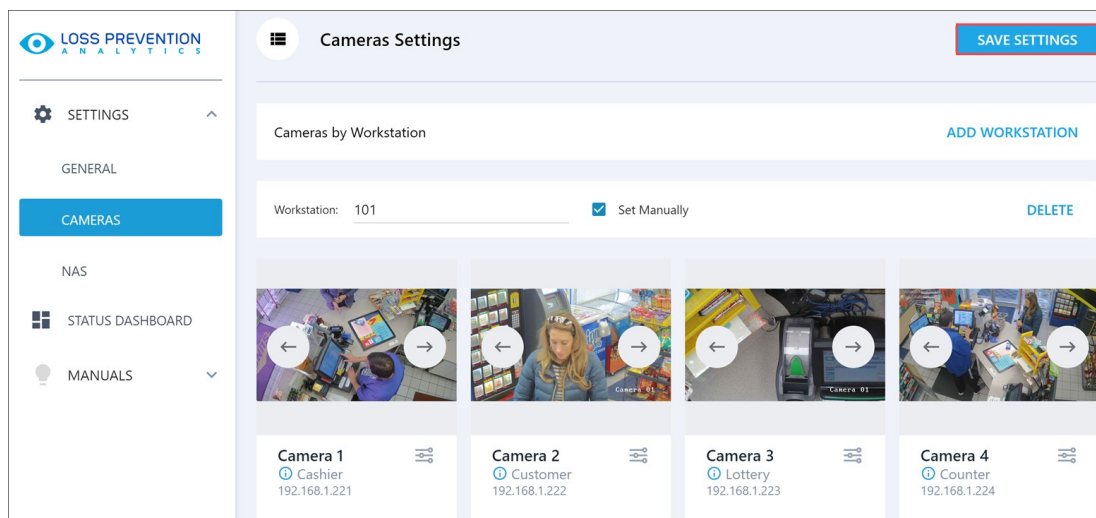 LOSS PREVENTION
ANALYTICS
Cameras Settings
SAVE SETTINGS
SETTINGS
GENERAL
CAMERAS
NAS
STATUS DASHBOARD
MANUALS
Cameras by Workstation
ADD WORKSTATION
Workstation: 101
Set Manually
DELETE
Camera 01
Camera 01
Camera 1
Cashier
192.168.1.221
Camera 2
Customer
192.168.1.222
Camera 3
Lottery
192.168.1.223
Camera 4
Counter
192.168.1.224